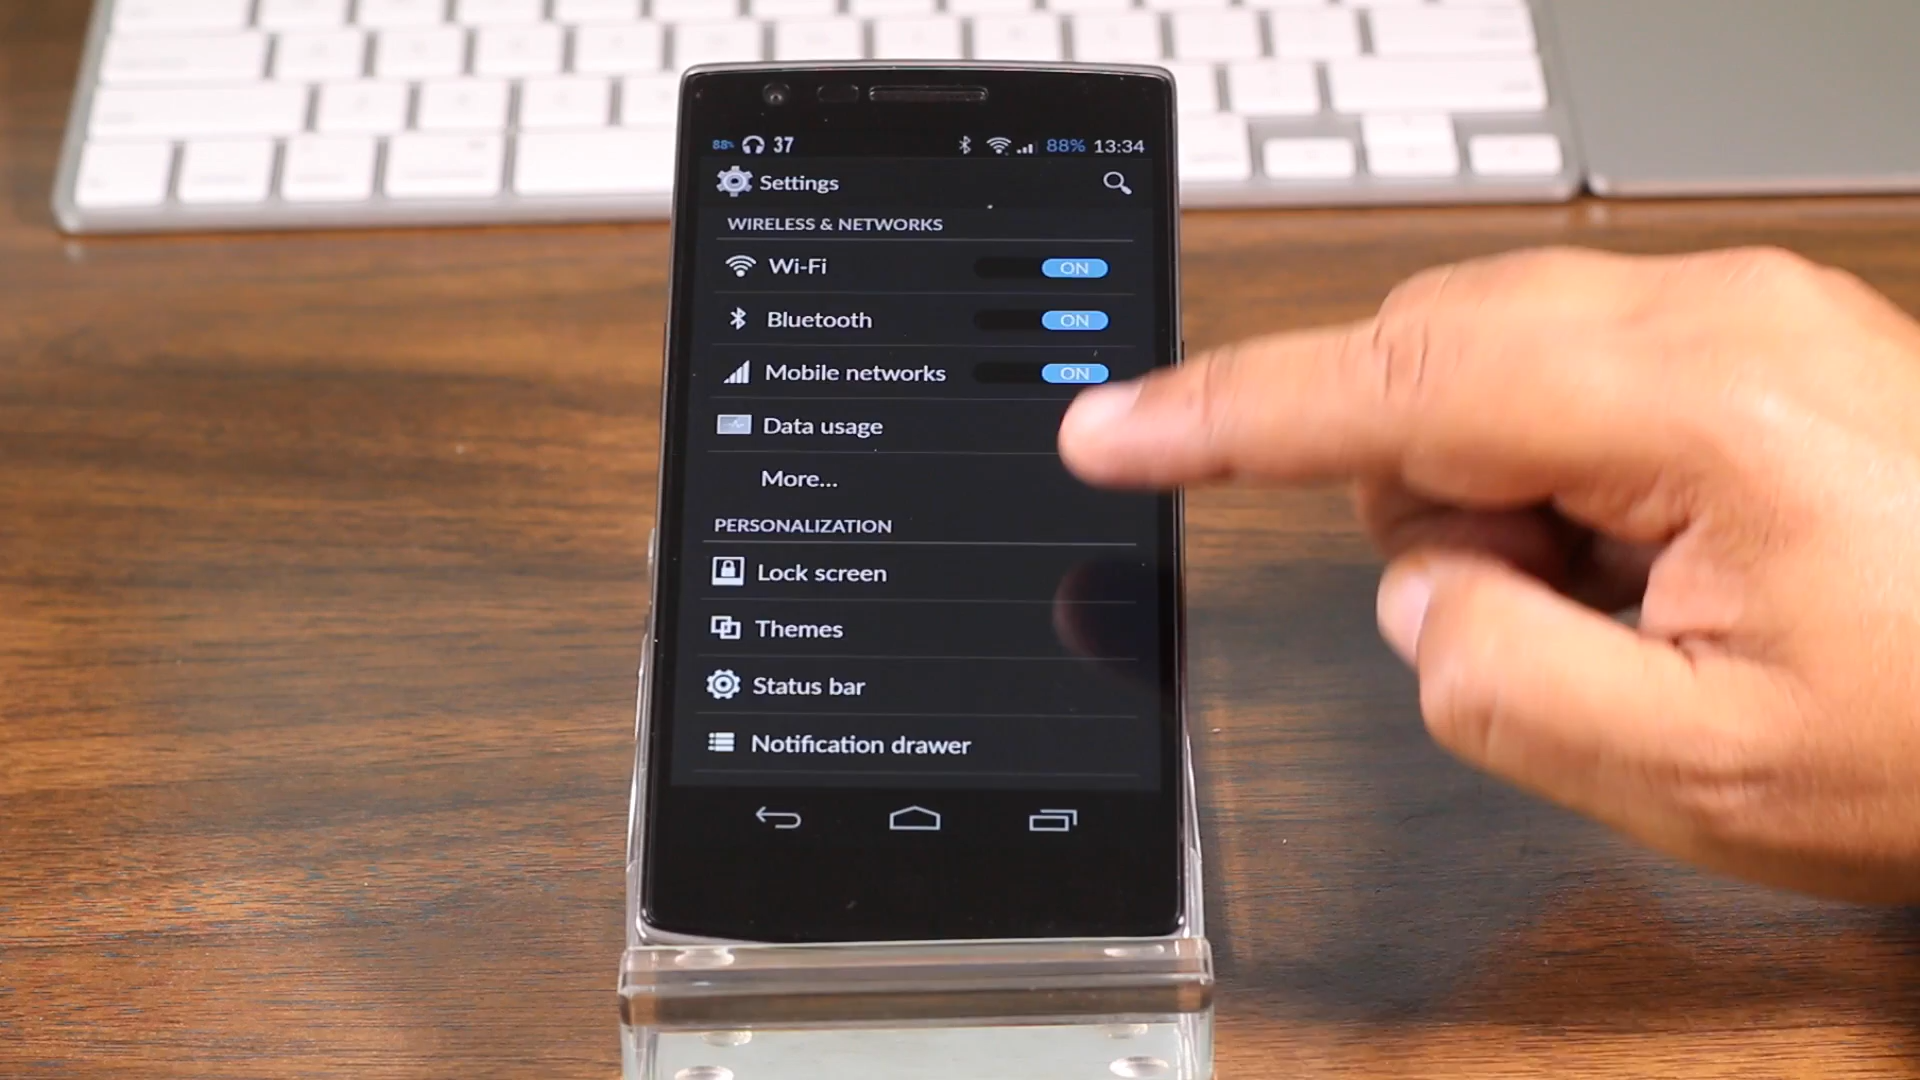 88% 37 88% 13:34
Settings
WIRELESS & NETWORKS
Wi-Fi ON
Bluetooth ON
Mobile networks ON
Data usage
More...
PERSONALIZATION
Lock screen
Themes
Status bar
Notification drawer